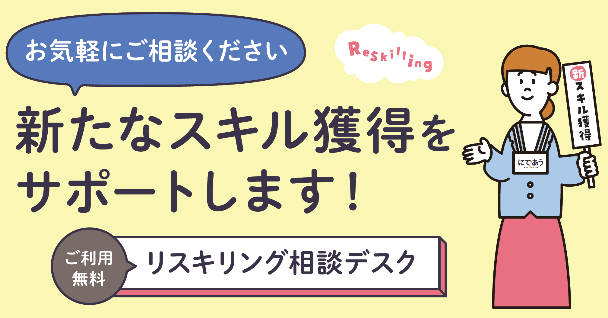 お気軽にご相談ください
Reskilling
新たなスキル獲得を
サポートします!
新スキル獲得
にであう
ご利用
無料
リスキリング相談デスク